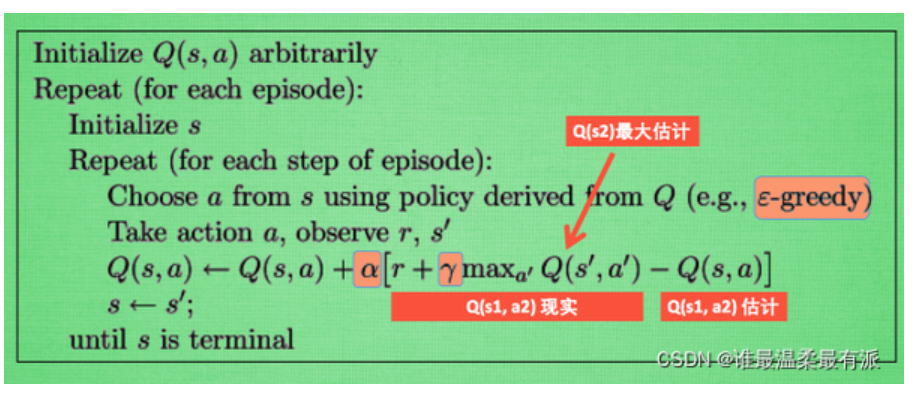 Initialize Q(s, a) arbitrarily
Repeat (for each episode):
Initialize s
Q(s2)最大估计
Repeat (for each step of episode):
Choose a from s using policy derived from Q (e.g., ε-greedy)
Take action a, observe r, s′
Q(s, a) ← Q(s, a) + α[r + γ maxₐ′ Q(s′, a′) − Q(s, a)]
s ← s′;
Q(s1, a2) 现实
Q(s1, a2) 估计
until s is terminal
CSDN @谁最温柔最有派